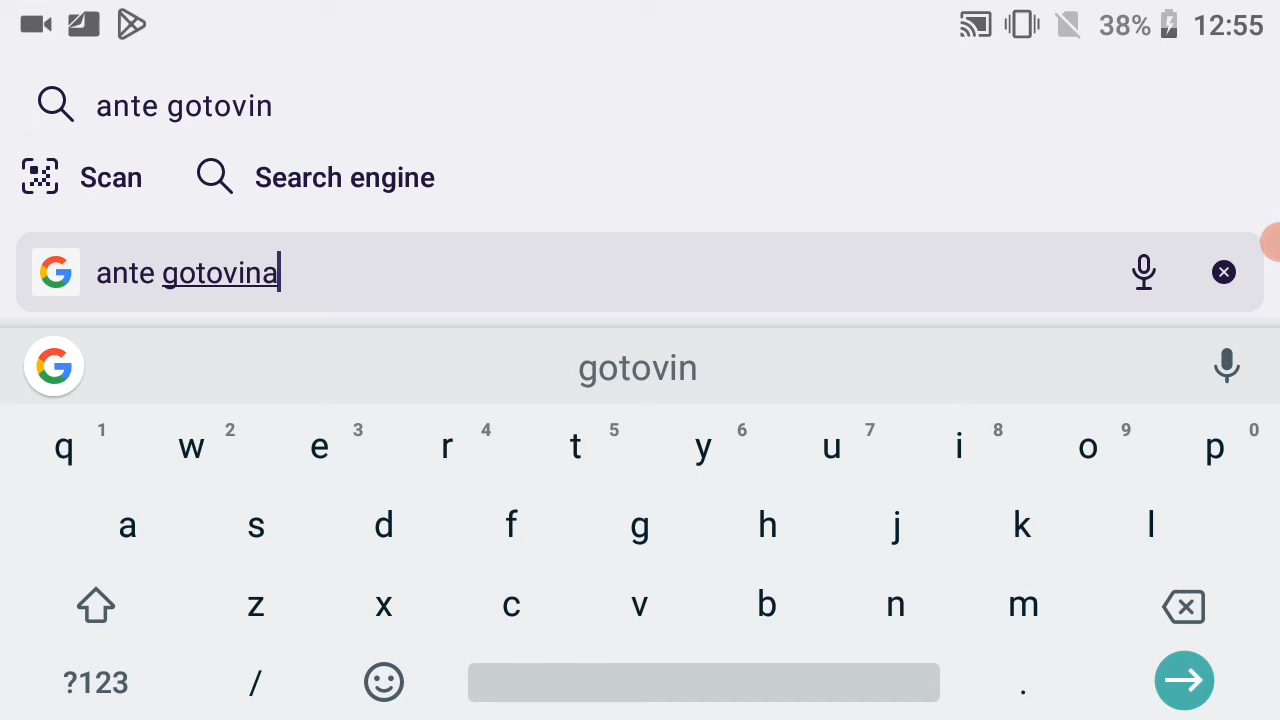 38% 12:55
ante gotovin
Scan Search engine
ante gotovina
gotovin
q 1 w 2 e 3 r 4 t 5 y 6 u 7 i 8 o 9 p 0
a s d f g h j k l
z x c v b n m
?123 / .